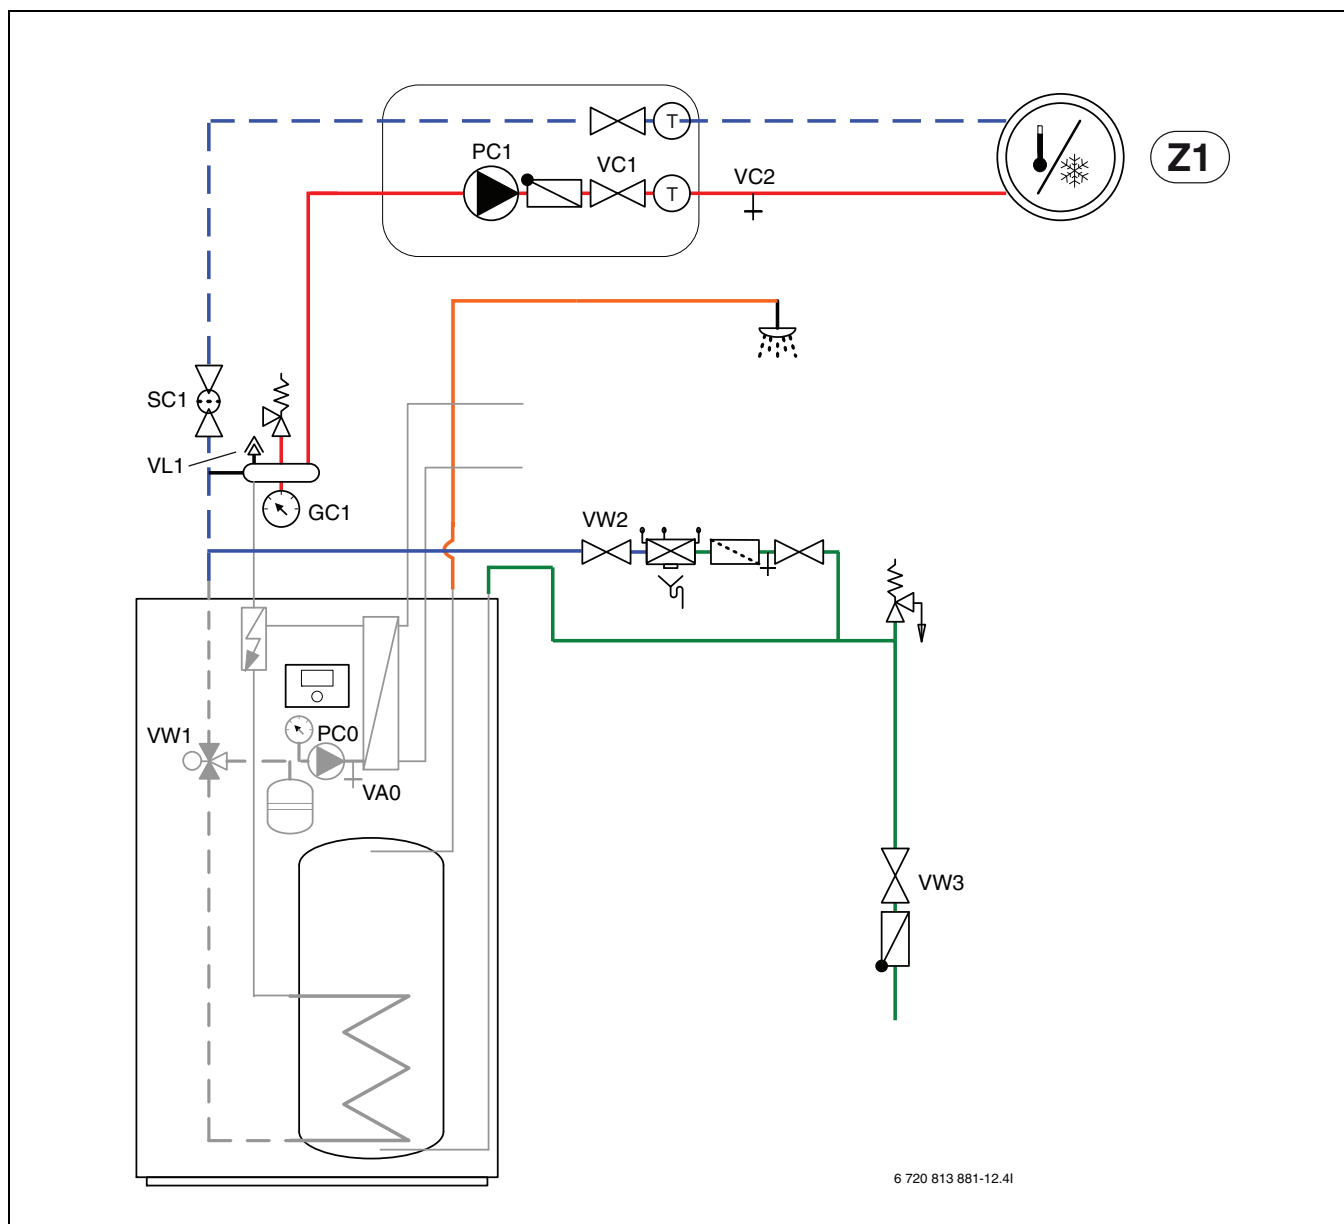 T
PC1
VC1
Z1
T
VC2
SC1
VL1
GC1
VW2
VW1
PC0
VA0
VW3
6 720 813 881-12.4I